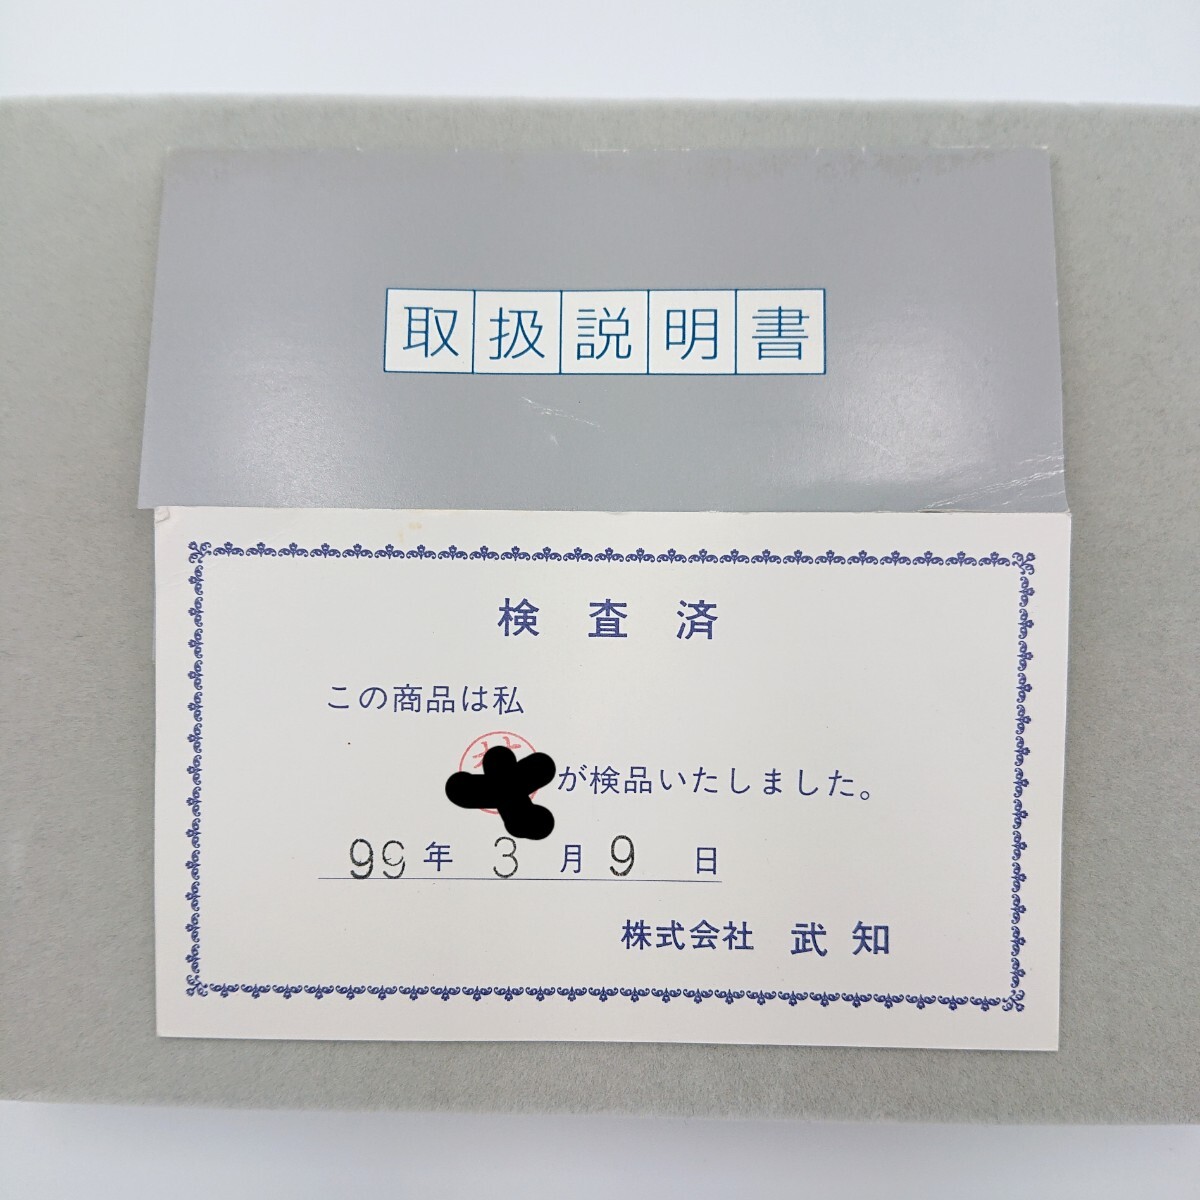 取扱説明書
検査済
この商品は私
が検品いたしました。
99年 3月 9日
株式会社 武知